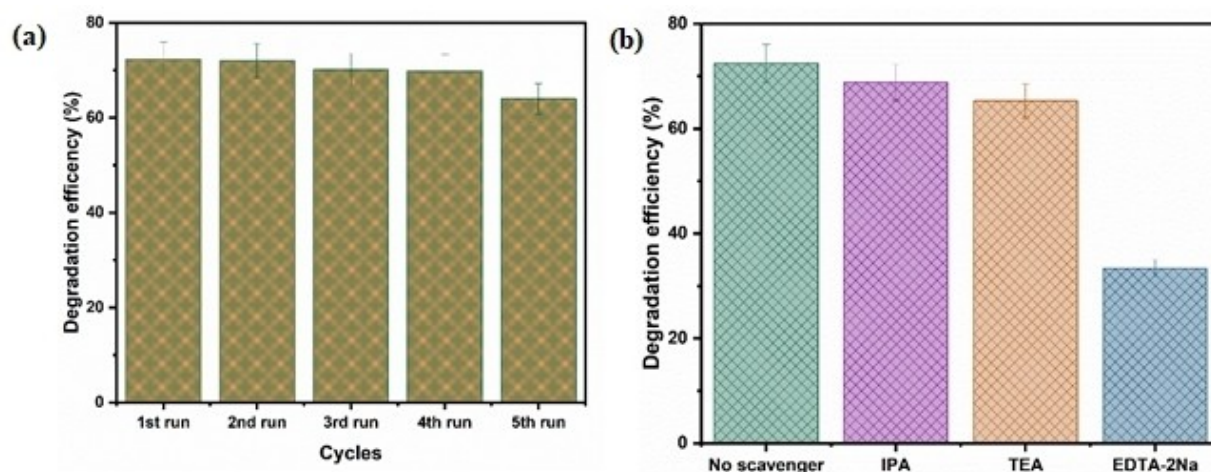 (a)
Degradation efficency (%)
80
60
40
20
0
1st run 2nd run 3rd run 4th run 5th run
Cycles
(b)
Degradation efficiency (%)
80
60
40
20
0
No scavenger IPA TEA EDTA-2Na